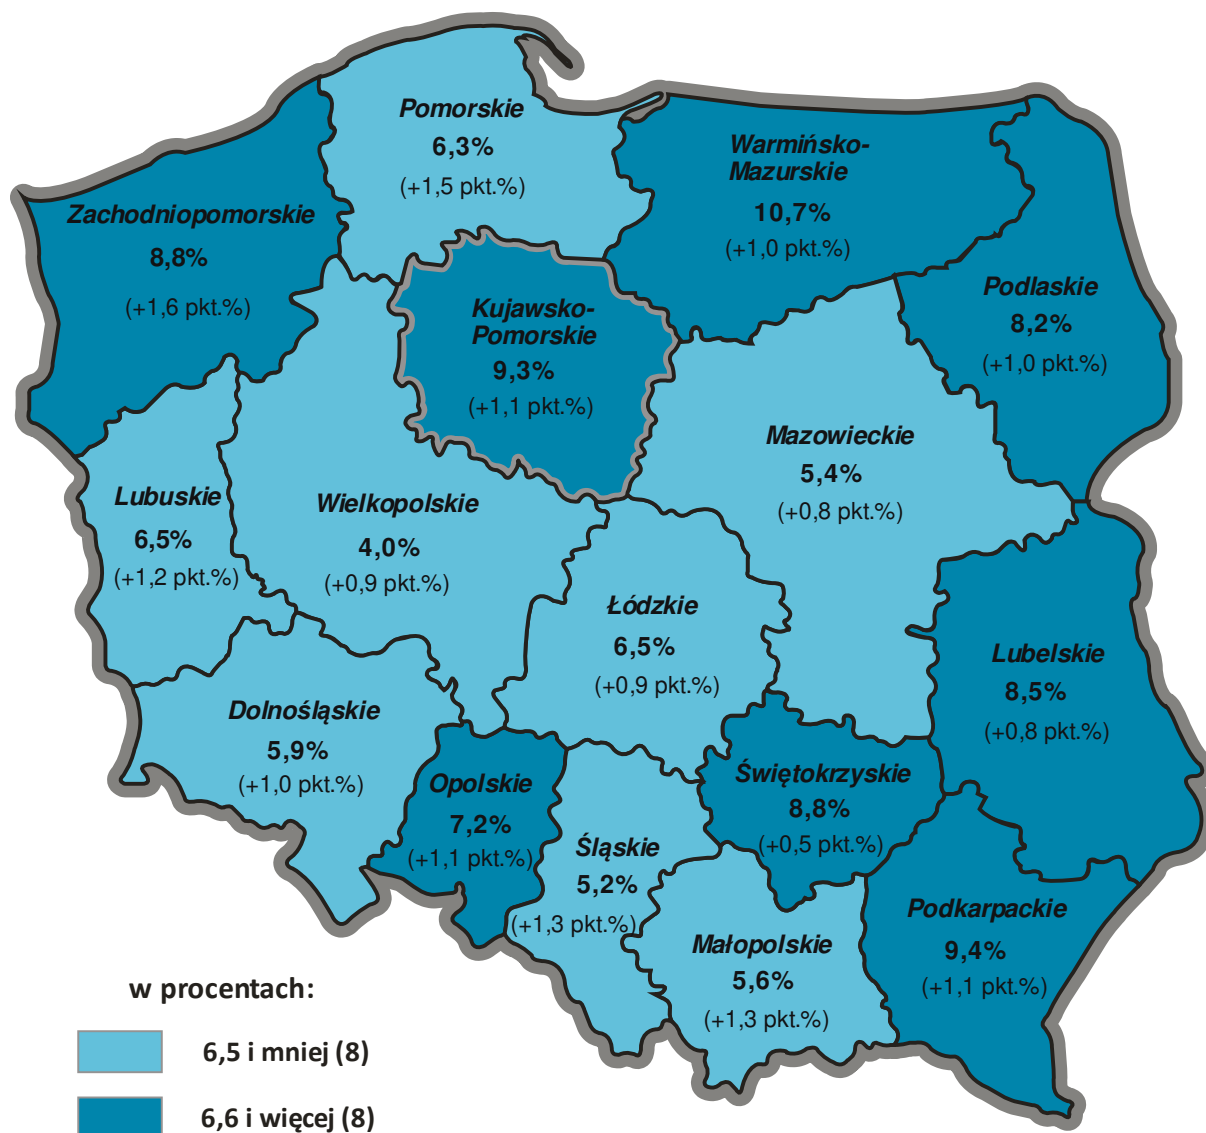 Pomorskie
6,3%
(+1,5 pkt.%)
Warmińsko-
Mazurskie
10,7%
(+1,0 pkt.%)
Zachodniopomorskie
8,8%
(+1,6 pkt.%)
Podlaskie
8,2%
(+1,0 pkt.%)
Kujawsko-
Pomorskie
9,3%
(+1,1 pkt.%)
Mazowieckie
5,4%
(+0,8 pkt.%)
Lubuskie
6,5%
(+1,2 pkt.%)
Wielkopolskie
4,0%
(+0,9 pkt.%)
Łódzkie
6,5%
(+0,9 pkt.%)
Lubelskie
8,5%
(+0,8 pkt.%)
Dolnośląskie
5,9%
(+1,0 pkt.%)
Opolskie
7,2%
(+1,1 pkt.%)
Świętokrzyskie
8,8%
(+0,5 pkt.%)
Śląskie
5,2%
(+1,3 pkt.%)
Małopolskie
5,6%
(+1,3 pkt.%)
Podkarpackie
9,4%
(+1,1 pkt.%)
w procentach:
6,5 i mniej (8)
6,6 i więcej (8)